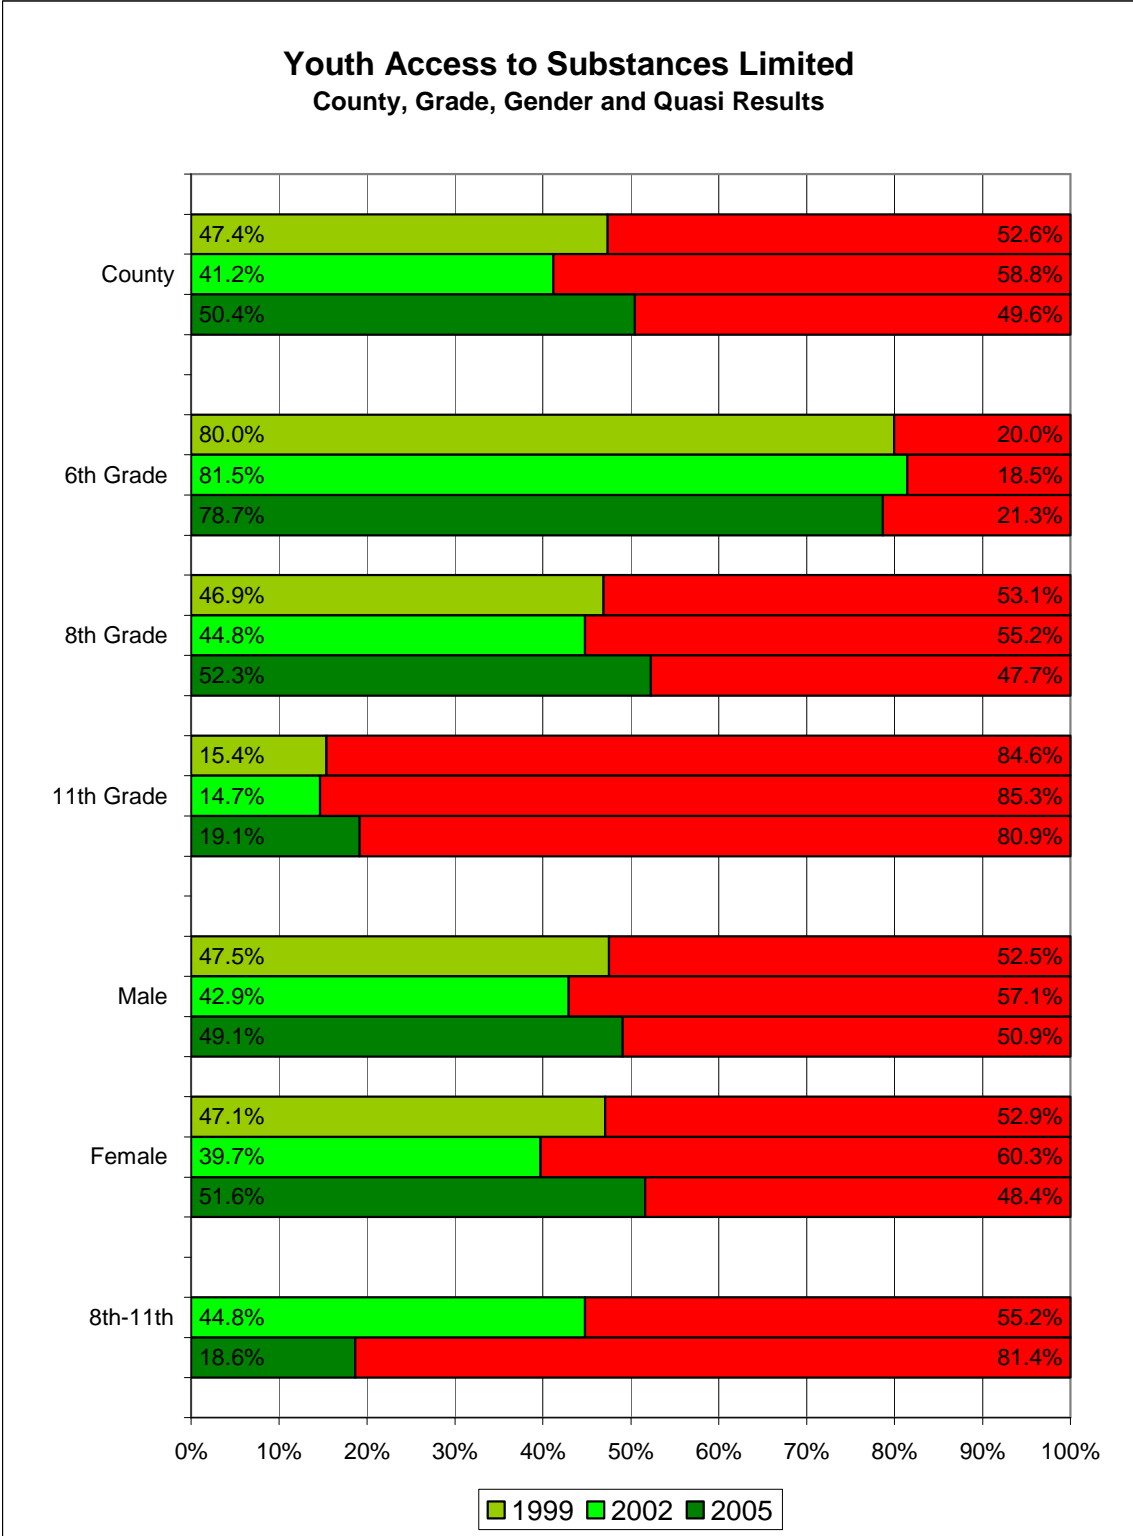 Youth Access to Substances Limited
County, Grade, Gender and Quasi Results
47.4% 52.6%
County 41.2% 58.8%
50.4% 49.6%
80.0% 20.0%
6th Grade 81.5% 18.5%
78.7% 21.3%
46.9% 53.1%
8th Grade 44.8% 55.2%
52.3% 47.7%
15.4% 84.6%
11th Grade 14.7% 85.3%
19.1% 80.9%
47.5% 52.5%
Male 42.9% 57.1%
49.1% 50.9%
47.1% 52.9%
Female 39.7% 60.3%
51.6% 48.4%
8th-11th 44.8% 55.2%
18.6% 81.4%
0% 10% 20% 30% 40% 50% 60% 70% 80% 90% 100%
1999 2002 2005